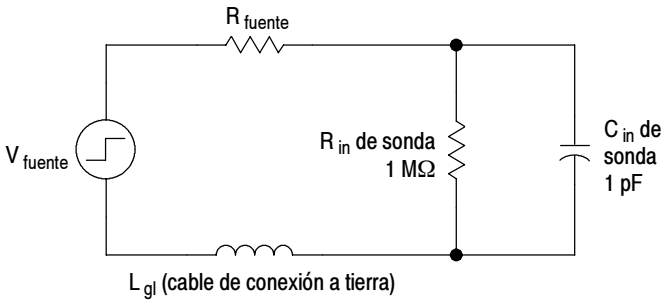 R fuente
V fuente
R in de sonda
1 MΩ
C in de
sonda
1 pF
L gl (cable de conexión a tierra)